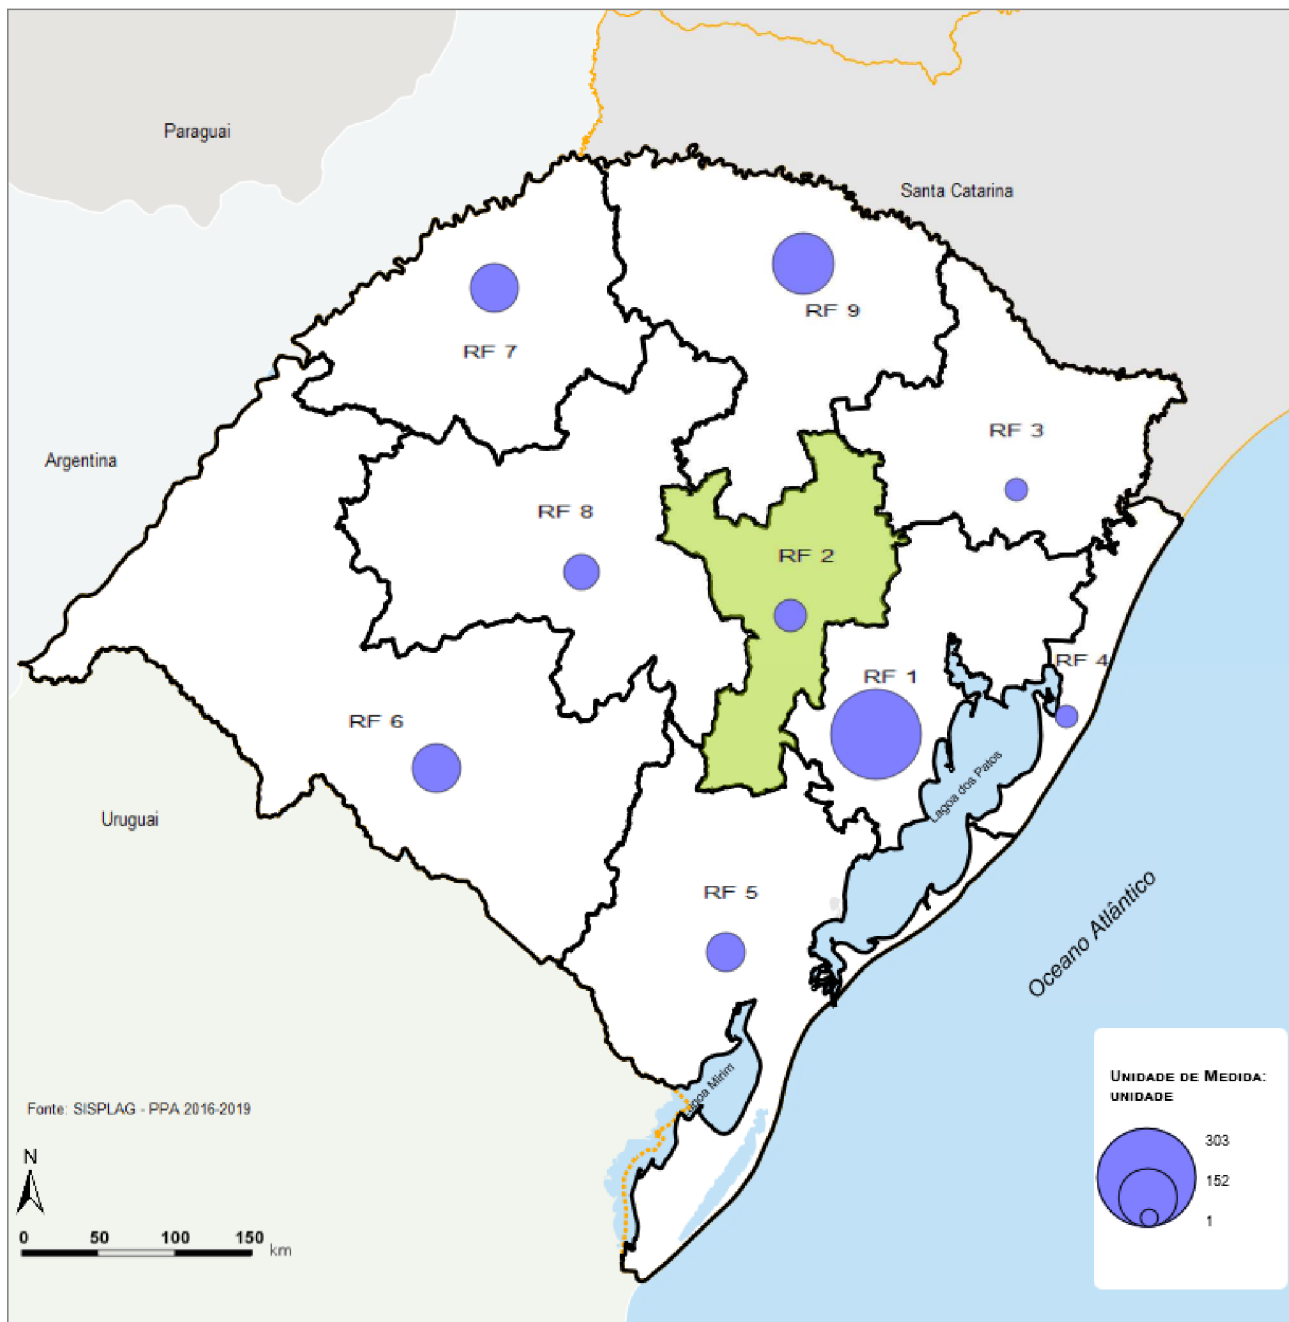 Paraguai
Santa Catarina
RF 9
RF 7
RF 3
Argentina
RF 8
RF 2
RF 4
RF 1
RF 6
Lagoa dos Patos
Uruguai
RF 5
Oceano Atlântico
Lagoa Mirim
UNIDADE DE MEDIDA:
UNIDADE
303
152
1
Fonte: SISPLAG - PPA 2016-2019
N
0 50 100 150
km